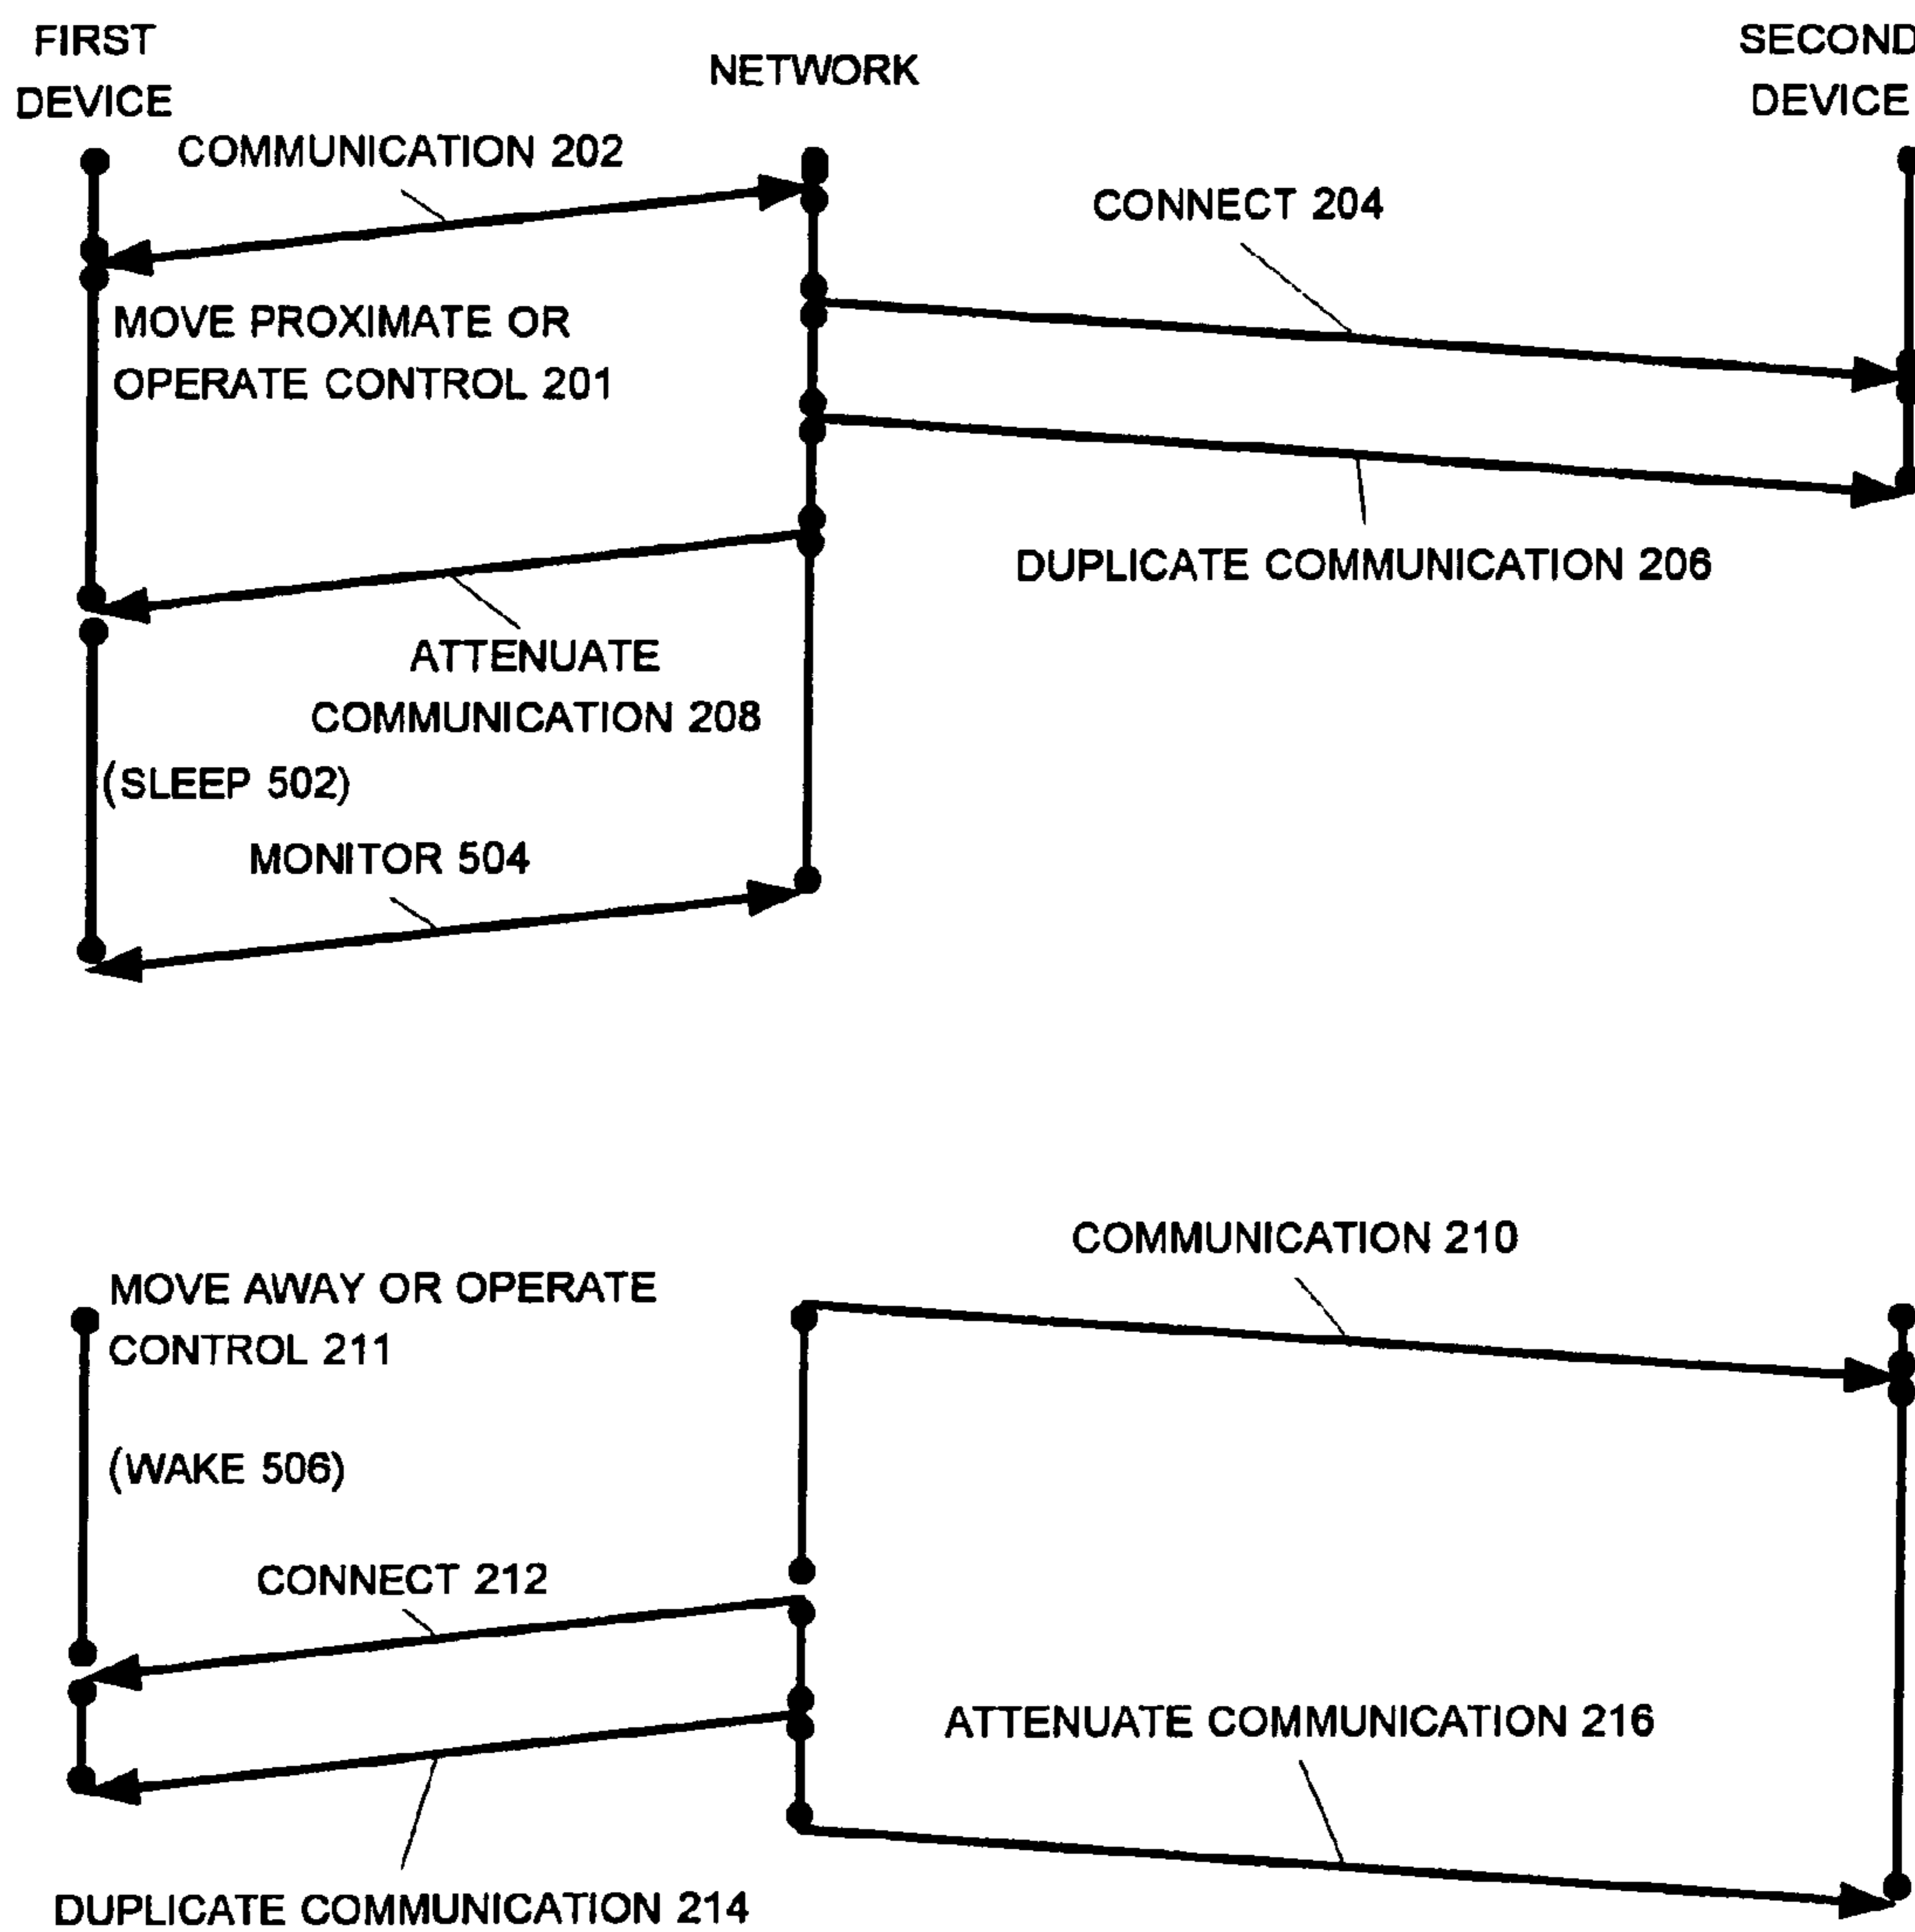 FIRST
DEVICE
NETWORK
SECOND
DEVICE
COMMUNICATION 202
CONNECT 204
MOVE PROXIMATE OR
OPERATE CONTROL 201
DUPLICATE COMMUNICATION 206
ATTENUATE
COMMUNICATION 208
(SLEEP 502)
MONITOR 504
COMMUNICATION 210
MOVE AWAY OR OPERATE
CONTROL 211
(WAKE 506)
CONNECT 212
ATTENUATE COMMUNICATION 216
DUPLICATE COMMUNICATION 214